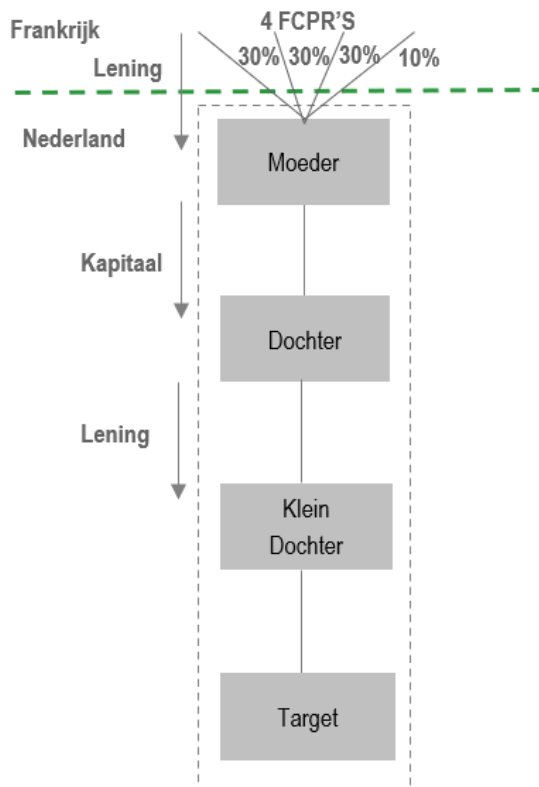 Frankrijk
4 FCPR'S
30% 30% 30% 10%
Lening
Nederland
Moeder
Kapitaal
Dochter
Lening
Klein
Dochter
Target